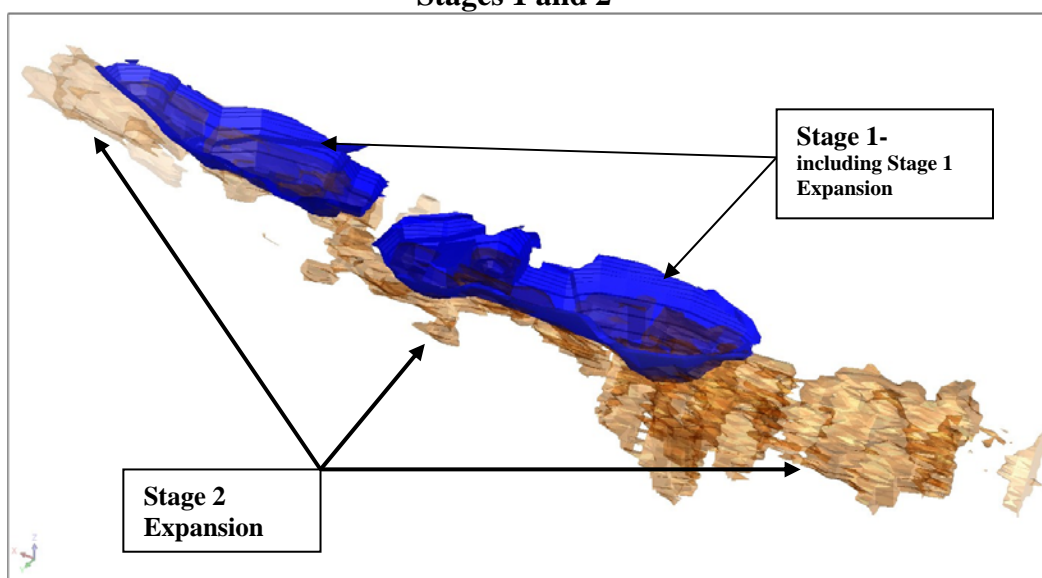 Stages 1 and 2
Stage 1-
including Stage 1
Expansion
Stage 2
Expansion
X
Y
Z